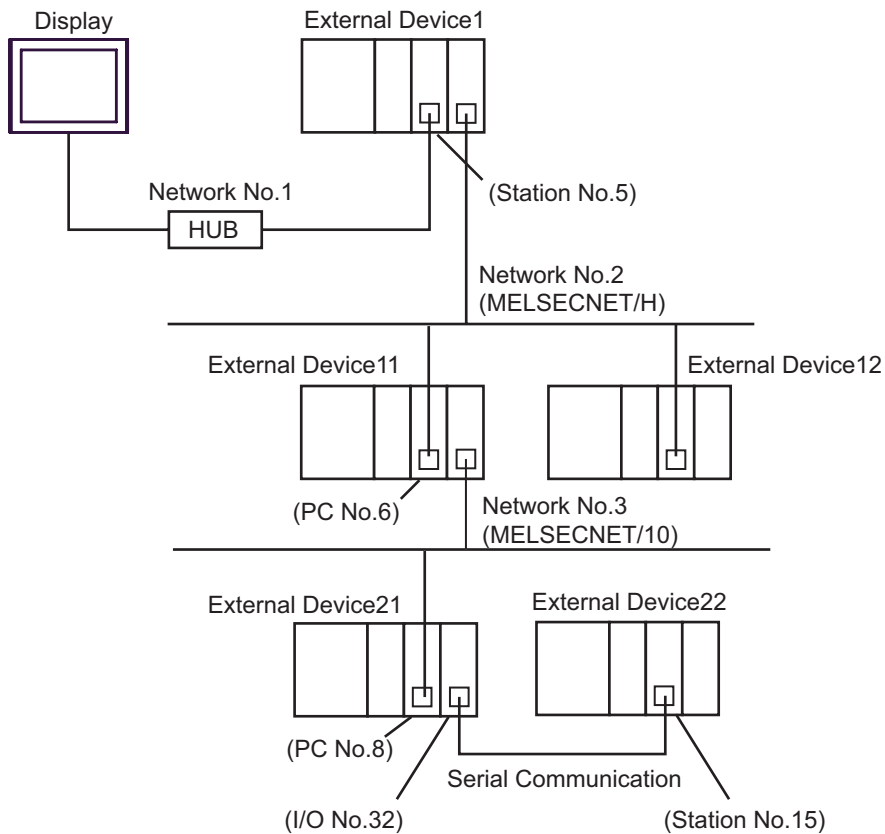 Display
External Device1
Network No.1
HUB
(Station No.5)
Network No.2
(MELSECNET/H)
External Device11
External Device12
(PC No.6)
Network No.3
(MELSECNET/10)
External Device21
External Device22
(PC No.8)
Serial Communication
(I/O No.32)
(Station No.15)